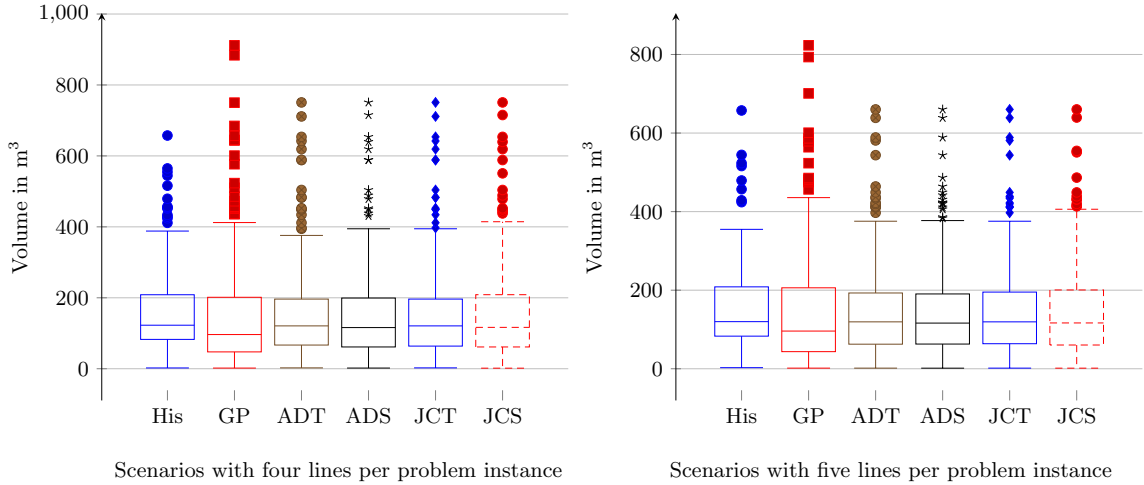 1,000
800
600
400
200
0
Volume in m³
His GP ADT ADS JCT JCS
Scenarios with four lines per problem instance
800
600
400
200
0
Volume in m³
His GP ADT ADS JCT JCS
Scenarios with five lines per problem instance